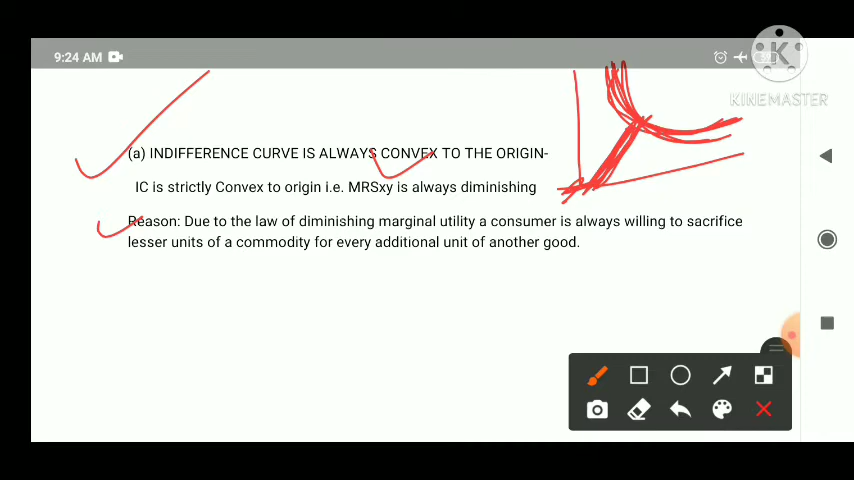 9:24 AM
59
K
KINEMASTER
(a) INDIFFERENCE CURVE IS ALWAYS CONVEX TO THE ORIGIN-
IC is strictly Convex to origin i.e. MRSxy is always diminishing
Reason: Due to the law of diminishing marginal utility a consumer is always willing to sacrifice
lesser units of a commodity for every additional unit of another good.